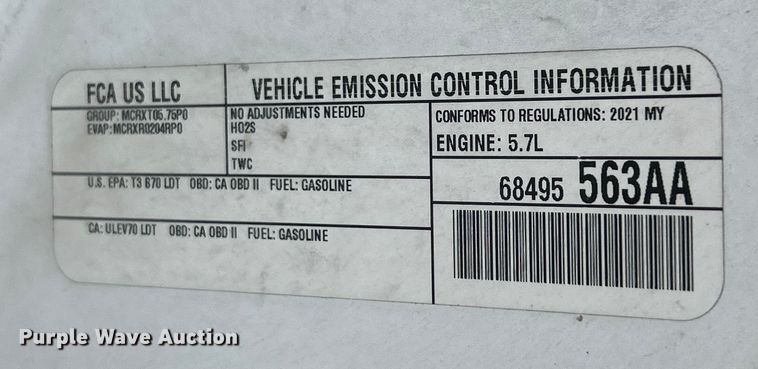 FCA US LLC
VEHICLE EMISSION CONTROL INFORMATION
GROUP: MCRXT05.75P0
EVAP: MCRXR0204RP0
NO ADJUSTMENTS NEEDED
HO2S
SFI
TWC
CONFORMS TO REGULATIONS: 2021 MY
ENGINE: 5.7L
68495 563AA
U.S. EPA: T3 B70 LDT OBD: CA OBD II FUEL: GASOLINE
CA: ULEV70 LDT OBD: CA OBD II FUEL: GASOLINE
Purple Wave Auction